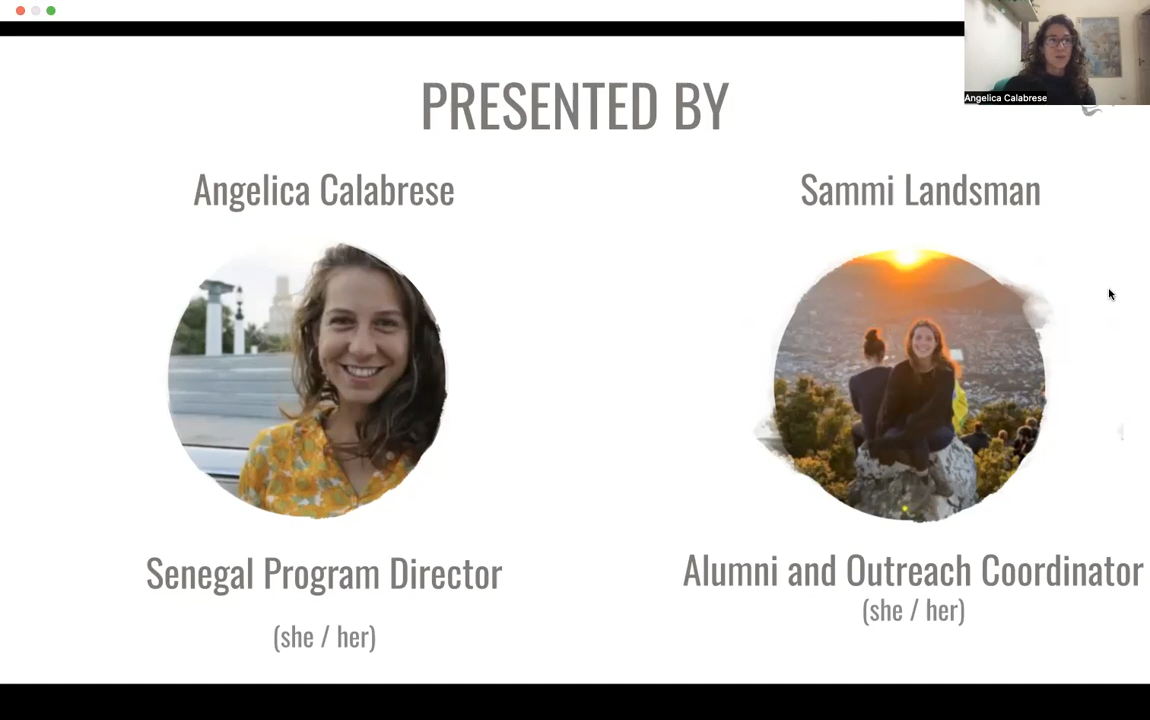 PRESENTED BY
Angelica Calabrese
Angelica Calabrese
Sammi Landsman
Senegal Program Director
(she / her)
Alumni and Outreach Coordinator
(she / her)